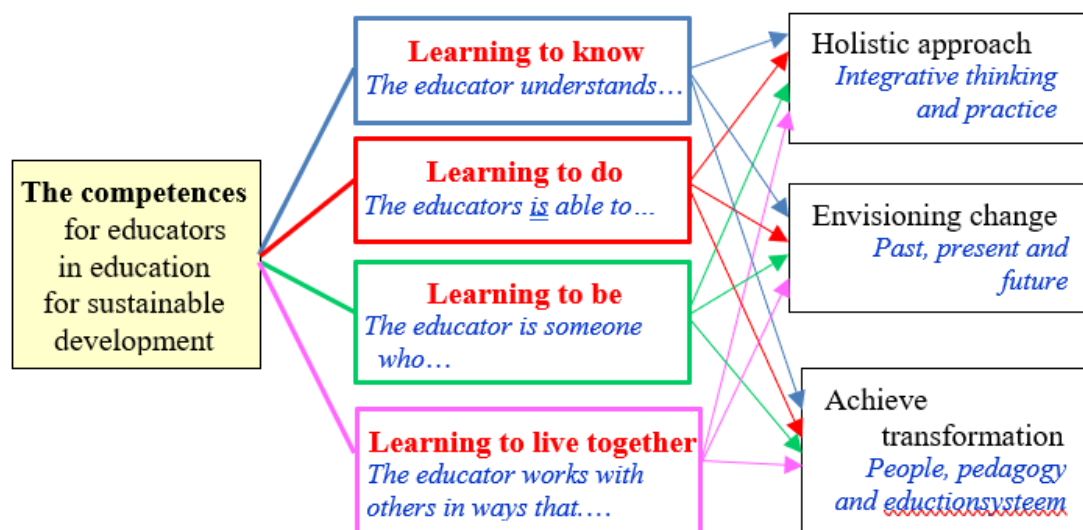 The competences
for educators
in education
for sustainable
development
Learning to know
The educator understands…
Learning to do
The educators is able to…
Learning to be
The educator is someone
who…
Learning to live together
The educator works with
others in ways that….
Holistic approach
Integrative thinking
and practice
Envisioning change
Past, present and
future
Achieve
transformation
People, pedagogy
and eductionsysteem